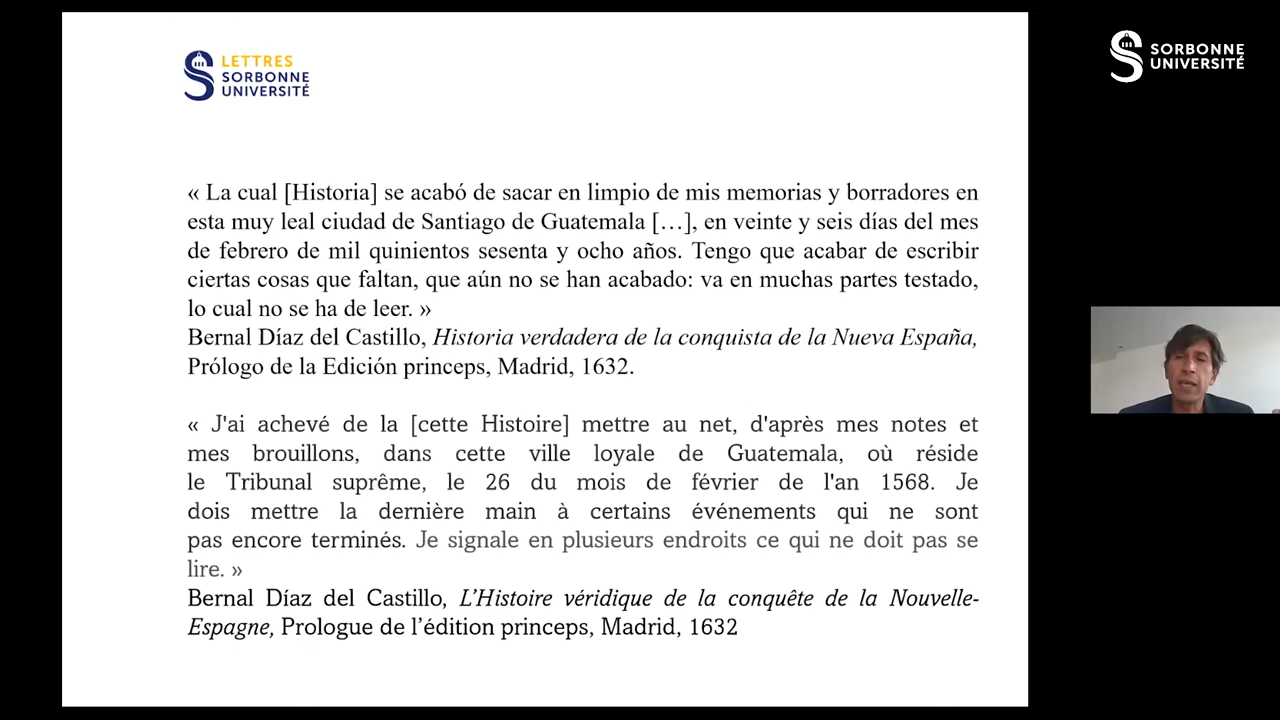 LETTRES
SORBONNE
UNIVERSITÉ
SORBONNE
UNIVERSITÉ
« La cual [Historia] se acabó de sacar en limpio de mis memorias y borradores en
esta muy leal ciudad de Santiago de Guatemala […], en veinte y seis días del mes
de febrero de mil quinientos sesenta y ocho años. Tengo que acabar de escribir
ciertas cosas que faltan, que aún no se han acabado: va en muchas partes testado,
lo cual no se ha de leer. »
Bernal Díaz del Castillo, Historia verdadera de la conquista de la Nueva España,
Prólogo de la Edición princeps, Madrid, 1632.
« J'ai achevé de la [cette Histoire] mettre au net, d'après mes notes et
mes brouillons, dans cette ville loyale de Guatemala, où réside
le Tribunal suprême, le 26 du mois de février de l'an 1568. Je
dois mettre la dernière main à certains événements qui ne sont
pas encore terminés. Je signale en plusieurs endroits ce qui ne doit pas se
lire. »
Bernal Díaz del Castillo, L'Histoire véridique de la conquête de la Nouvelle-
Espagne, Prologue de l'édition princeps, Madrid, 1632